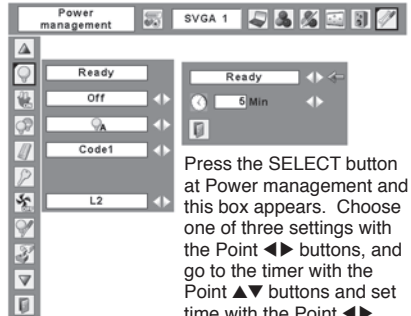 Power
management
SVGA 1
Ready
Off
A
Code1
L2
Ready
5 Min
Press the SELECT button
at Power management and
this box appears. Choose
one of three settings with
the Point ◀▶ buttons, and
go to the timer with the
Point ▲▼ buttons and set
time with the Point ◀▶